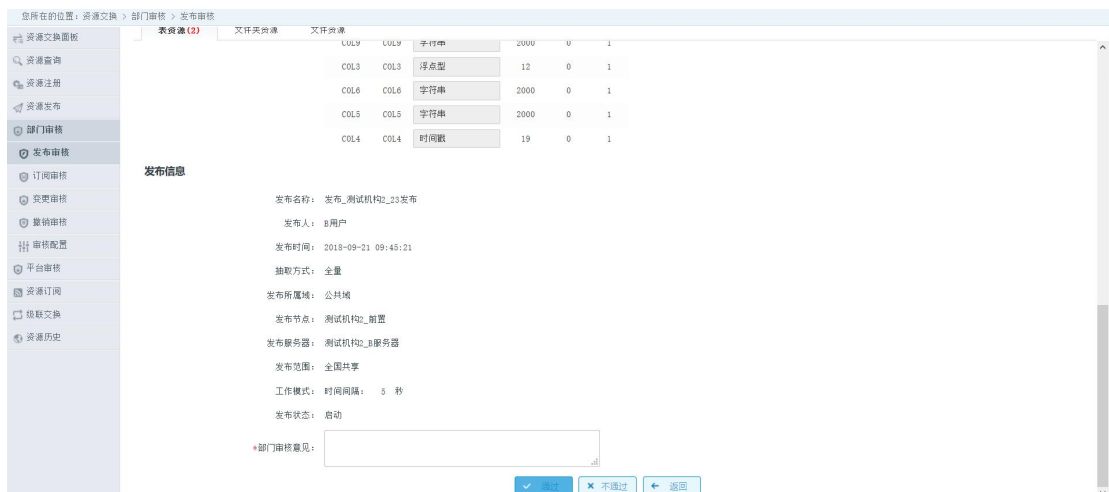 您所在的位置：资源交换 > 部门审核 > 发布审核
资源交换面板
资源查询
资源注册
资源发布
部门审核
发布审核
订阅审核
变更审核
撤销审核
审核配置
平台审核
资源订阅
级联交换
资源历史
表资源(2) 文件夹资源 文件资源
COL9 COL9 字符串 2000 0 1
COL3 COL3 浮点型 12 0 1
COL6 COL6 字符串 2000 0 1
COL5 COL5 字符串 2000 0 1
COL4 COL4 时间戳 19 0 1
发布信息
发布名称： 发布_测试机构2_23发布
发布人： B用户
发布时间： 2018-09-21 09:45:21
抽取方式： 全量
发布所属域： 公共域
发布节点： 测试机构2_前置
发布服务器： 测试机构2_B服务器
发布范围： 全国共享
工作模式： 时间间隔： 5 秒
发布状态： 启动
*部门审核意见：
通过 不通过 返回